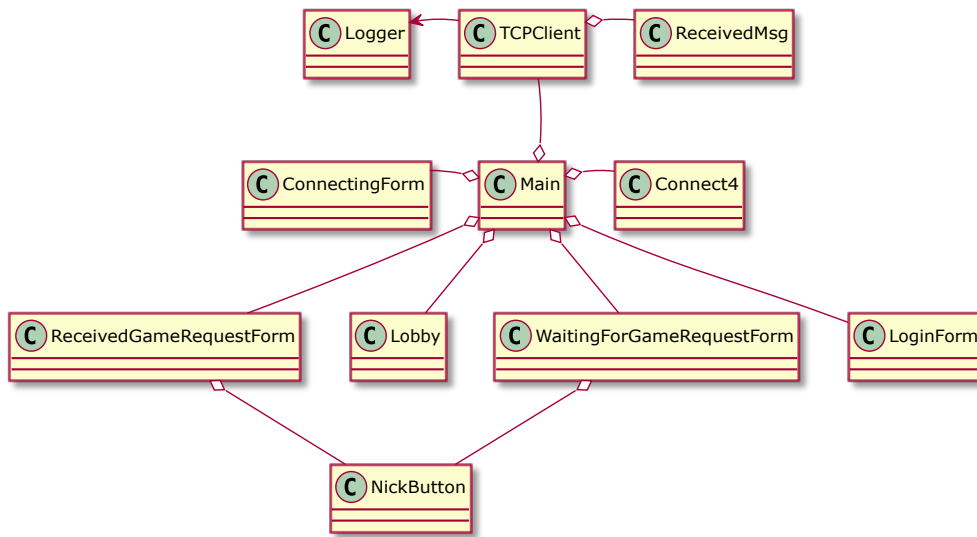 C Logger
C TCPClient
C ReceivedMsg
C ConnectingForm
C Main
C Connect4
C ReceivedGameRequestForm
C Lobby
C WaitingForGameRequestForm
C LoginForm
C NickButton